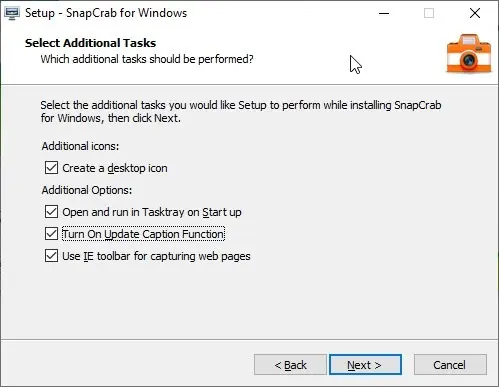 Setup - SnapCrab for Windows
Select Additional Tasks
Which additional tasks should be performed?
Select the additional tasks you would like Setup to perform while installing SnapCrab
for Windows, then click Next.
Additional icons:
Create a desktop icon
Additional Options:
Open and run in Tasktray on Start up
Turn On Update Caption Function
Use IE toolbar for capturing web pages
< Back Next > Cancel